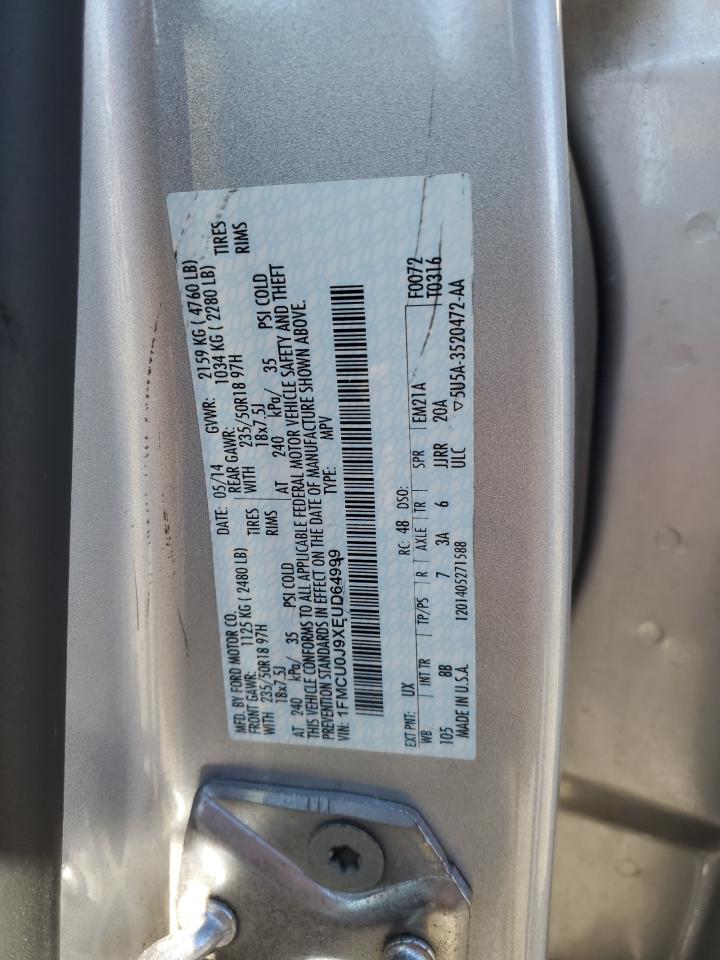 MFD. BY FORD MOTOR CO. DATE: 05/14 GVWR: 2159 KG ( 4760 LB)
FRONT GAWR: 1125 KG ( 2480 LB) REAR GAWR: 1034 KG ( 2280 LB)
WITH 235/50R18 97H TIRES WITH 235/50R18 97H TIRES
18x7.5J RIMS 18x7.5J RIMS
AT 240 kPa/ 35 PSI COLD AT 240 kPa/ 35 PSI COLD
THIS VEHICLE CONFORMS TO ALL APPLICABLE FEDERAL MOTOR VEHICLE SAFETY AND THEFT
PREVENTION STANDARDS IN EFFECT ON THE DATE OF MANUFACTURE SHOWN ABOVE.
VIN: 1FMCU0J9XEUD64999 TYPE: MPV
EXT PNT: UX RC: 48 DSO: F0072
WB INT TR TP/PS R AXLE TR SPR EM21A T0316
105 8B 7 3A 6 JJRR 20A
MADE IN U.S.A. 1201405271588 ULC ▽5U5A-3520472-AA